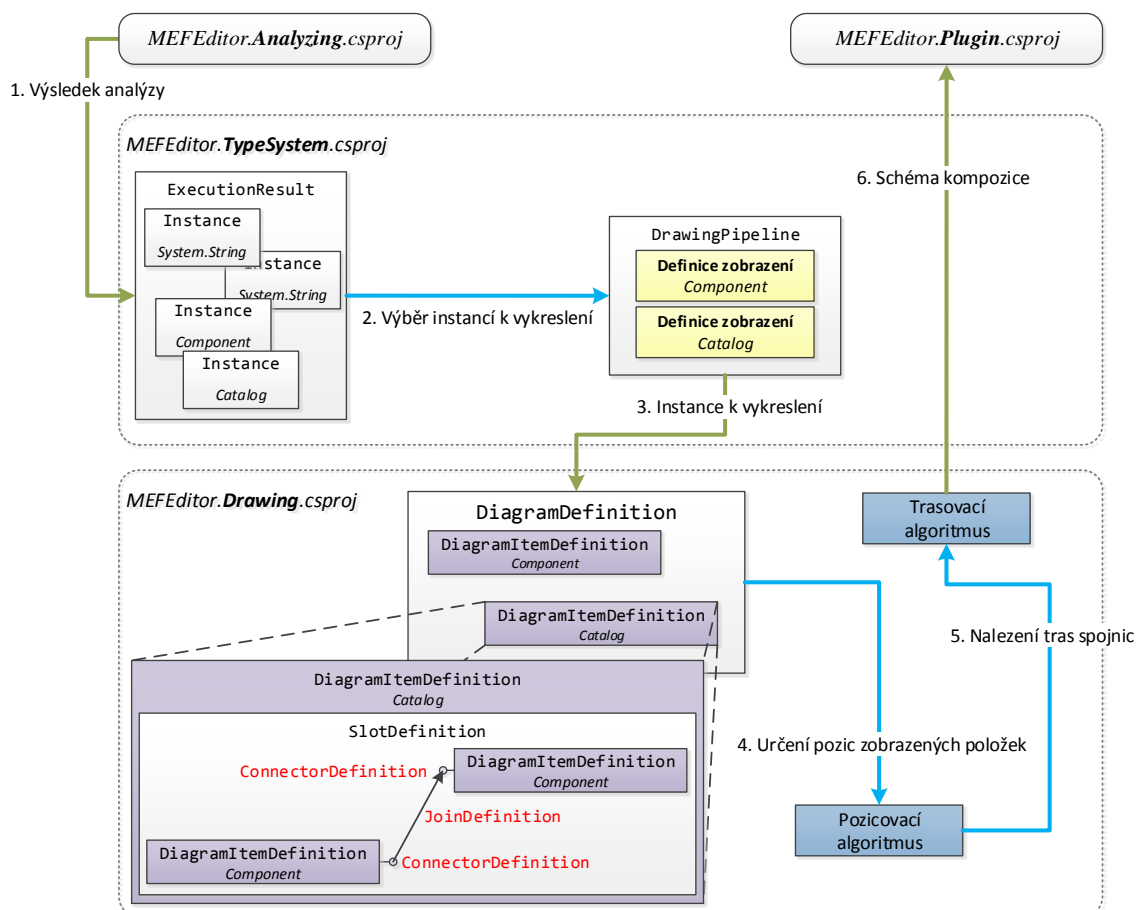 MEFEditor.Analyzing.csproj
MEFEditor.Plugin.csproj
1. Výsledek analýzy
MEFEditor.TypeSystem.csproj
ExecutionResult
Instance
System.String
Instance
System.String
Instance
Component
Instance
Catalog
2. Výběr instancí k vykreslení
DrawingPipeline
Definice zobrazení
Component
Definice zobrazení
Catalog
6. Schéma kompozice
3. Instance k vykreslení
MEFEditor.Drawing.csproj
DiagramDefinition
DiagramItemDefinition
Component
DiagramItemDefinition
Catalog
Trasovací
algoritmus
5. Nalezení tras spojnic
DiagramItemDefinition
Catalog
SlotDefinition
ConnectorDefinition
DiagramItemDefinition
Component
JoinDefinition
DiagramItemDefinition
Component
ConnectorDefinition
4. Určení pozic zobrazených položek
Pozicovací
algoritmus